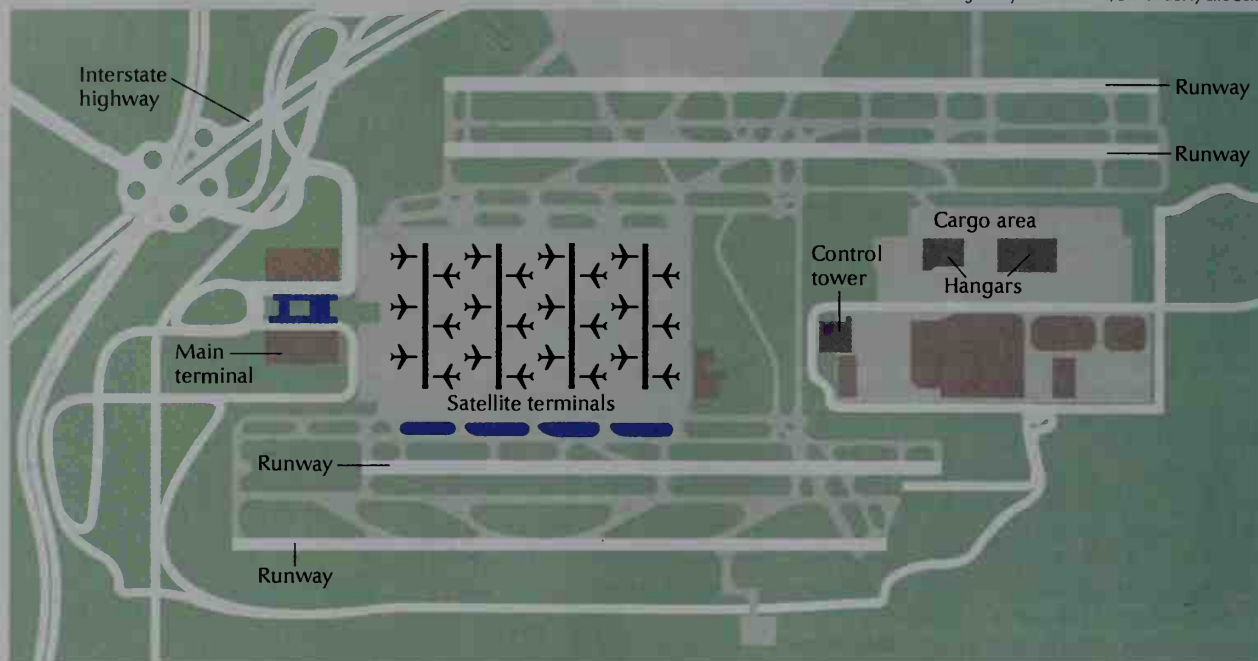 Interstate
highway
Runway
Runway
Cargo area
Control
tower
Hangars
Main
terminal
Satellite terminals
Runway
Runway